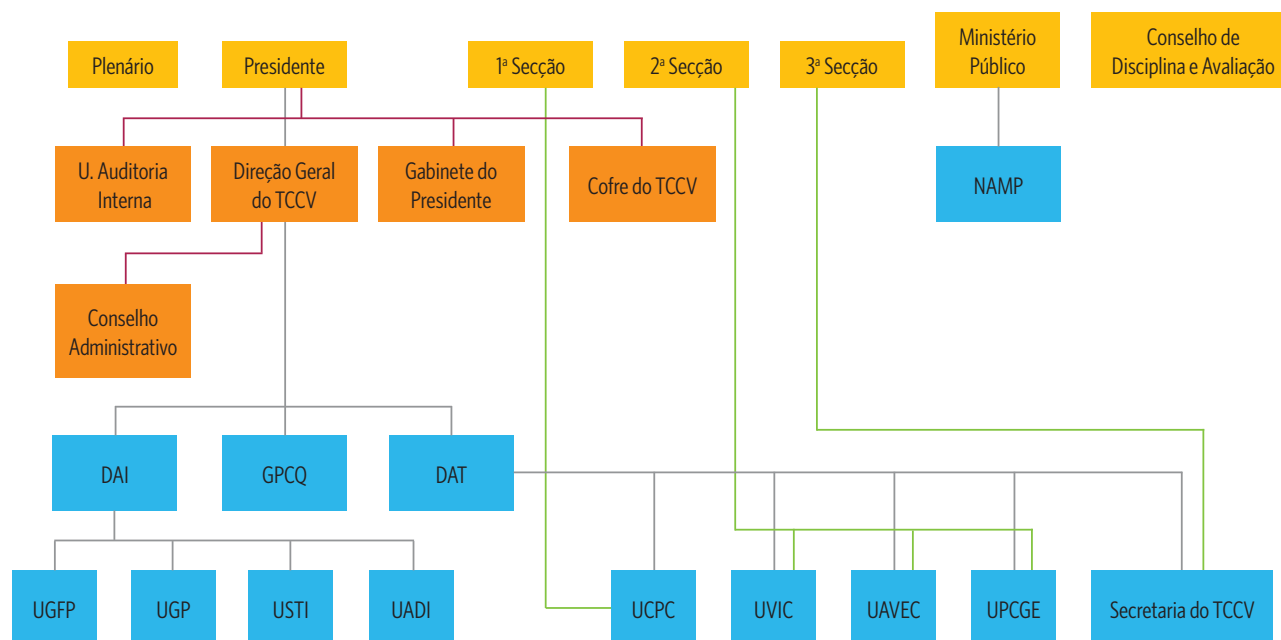 Plenário
Presidente
1ª Secção
2ª Secção
3ª Secção
Ministério
Público
Conselho de
Disciplina e Avaliação
U. Auditoria
Interna
Direção Geral
do TCCV
Gabinete do
Presidente
Cofre do TCCV
NAMP
Conselho
Administrativo
DAI
GPCQ
DAT
UGFP
UGP
USTI
UADI
UCPC
UVIC
UAVEC
UPCGE
Secretaria do TCCV